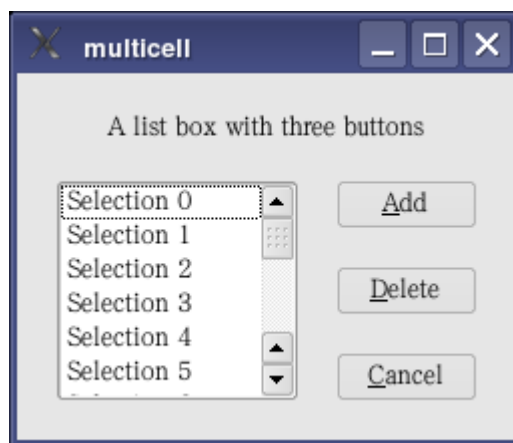 multicell
A list box with three buttons
Selection 0
Selection 1
Selection 2
Selection 3
Selection 4
Selection 5
Add
Delete
Cancel